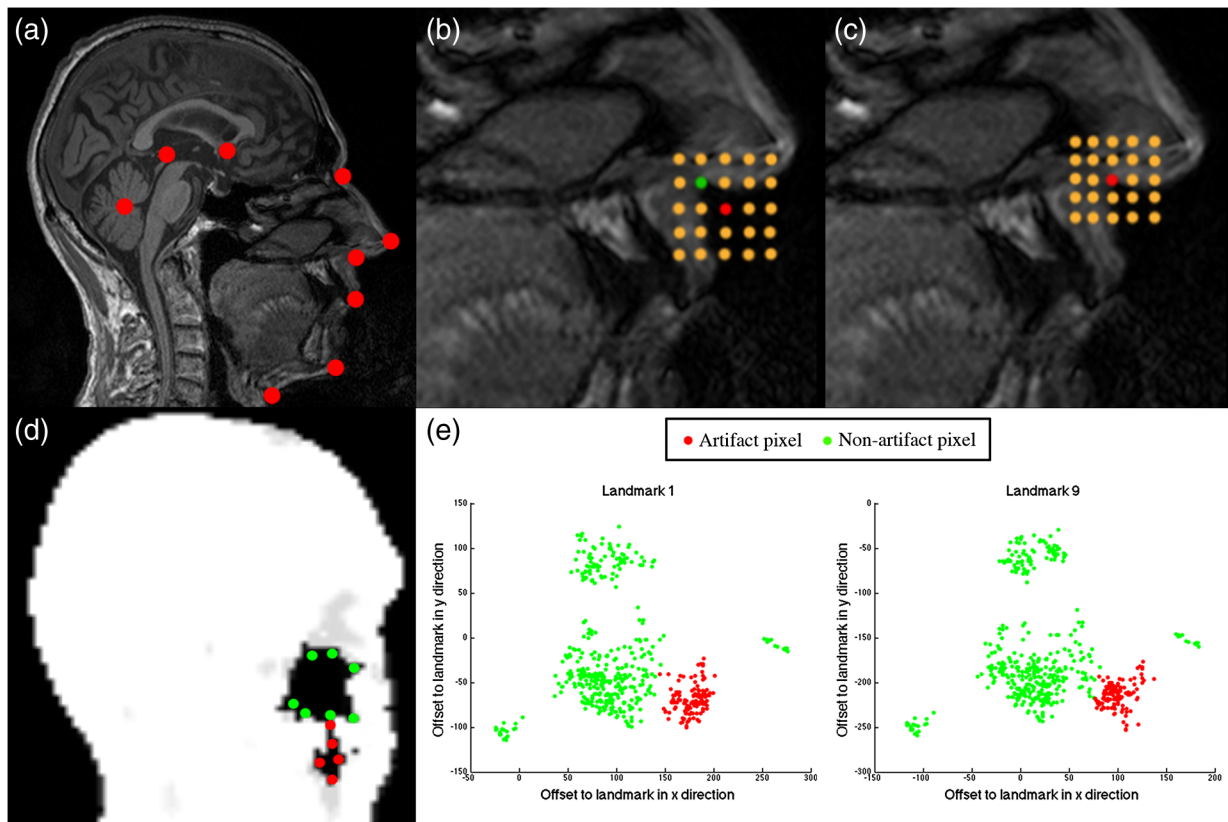 (a)
(b)
(c)
(d)
(e)
Artifact pixel Non-artifact pixel
Landmark 1
Offset to landmark in y direction
150
100
50
0
-50
-100
-150
-50 0 50 100 150 200 250 300
Offset to landmark in x direction
Landmark 9
Offset to landmark in y direction
0
-50
-100
-150
-200
-250
-300
-150 -100 -50 0 50 100 150 200
Offset to landmark in x direction